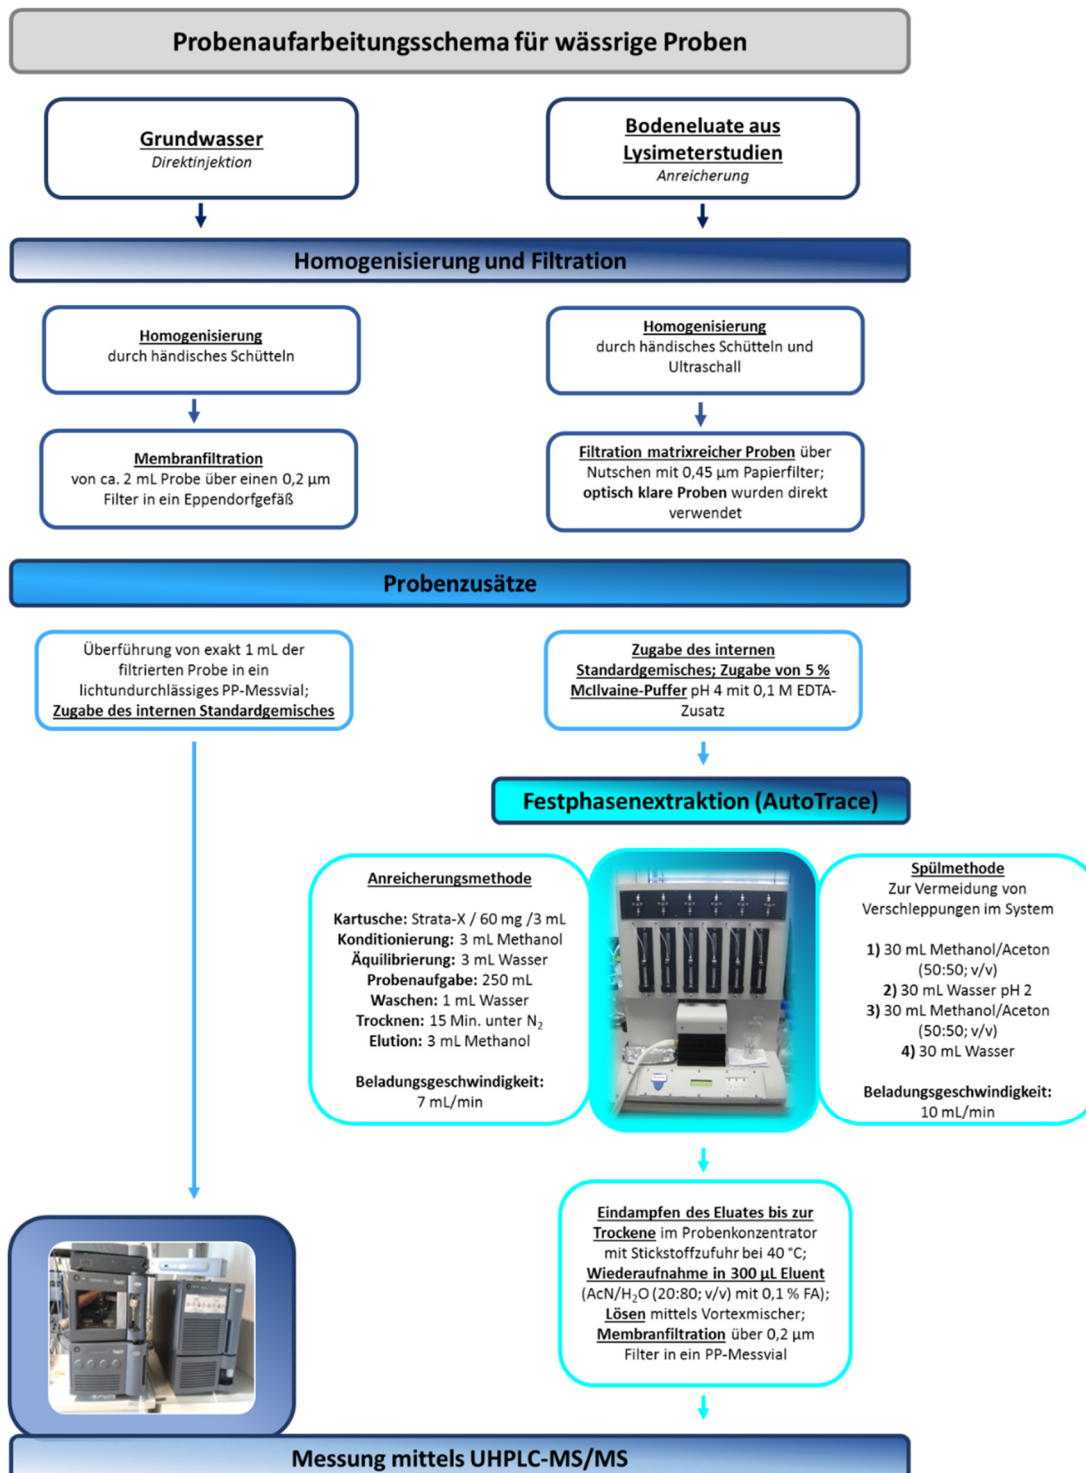 Probenaufarbeitungsschema für wässrige Proben
Grundwasser
Direktinjektion
Bodeneluate aus
Lysimeterstudien
Anreicherung
Homogenisierung und Filtration
Homogenisierung
durch händisches Schütteln
Homogenisierung
durch händisches Schütteln und
Ultraschall
Membranfiltration
von ca. 2 mL Probe über einen 0,2 µm
Filter in ein Eppendorfgefäß
Filtration matrixreicher Proben über
Nutschen mit 0,45 µm Papierfilter;
optisch klare Proben wurden direkt
verwendet
Probenzusätze
Überführung von exakt 1 mL der
filtrierten Probe in ein
lichtundurchlässiges PP-Messvial;
Zugabe des internen Standardgemisches
Zugabe des internen
Standardgemisches; Zugabe von 5 %
McIlvaine-Puffer pH 4 mit 0,1 M EDTA-
Zusatz
Festphasenextraktion (AutoTrace)
Anreicherungsmethode
Kartusche: Strata-X / 60 mg /3 mL
Konditionierung: 3 mL Methanol
Äquilibrierung: 3 mL Wasser
Probenaufgabe: 250 mL
Waschen: 1 mL Wasser
Trocknen: 15 Min. unter N₂
Elution: 3 mL Methanol
Beladungsgeschwindigkeit:
7 mL/min
Spülmethode
Zur Vermeidung von
Verschleppungen im System
1) 30 mL Methanol/Aceton
(50:50; v/v)
2) 30 mL Wasser pH 2
3) 30 mL Methanol/Aceton
(50:50; v/v)
4) 30 mL Wasser
Beladungsgeschwindigkeit:
10 mL/min
Eindampfen des Eluates bis zur
Trockene im Probenkonzentrator
mit Stickstoffzufuhr bei 40 °C;
Wiederaufnahme in 300 µL Eluent
(AcN/H₂O (20:80; v/v) mit 0,1 % FA);
Lösen mittels Vortexmischer;
Membranfiltration über 0,2 µm
Filter in ein PP-Messvial
Messung mittels UHPLC-MS/MS